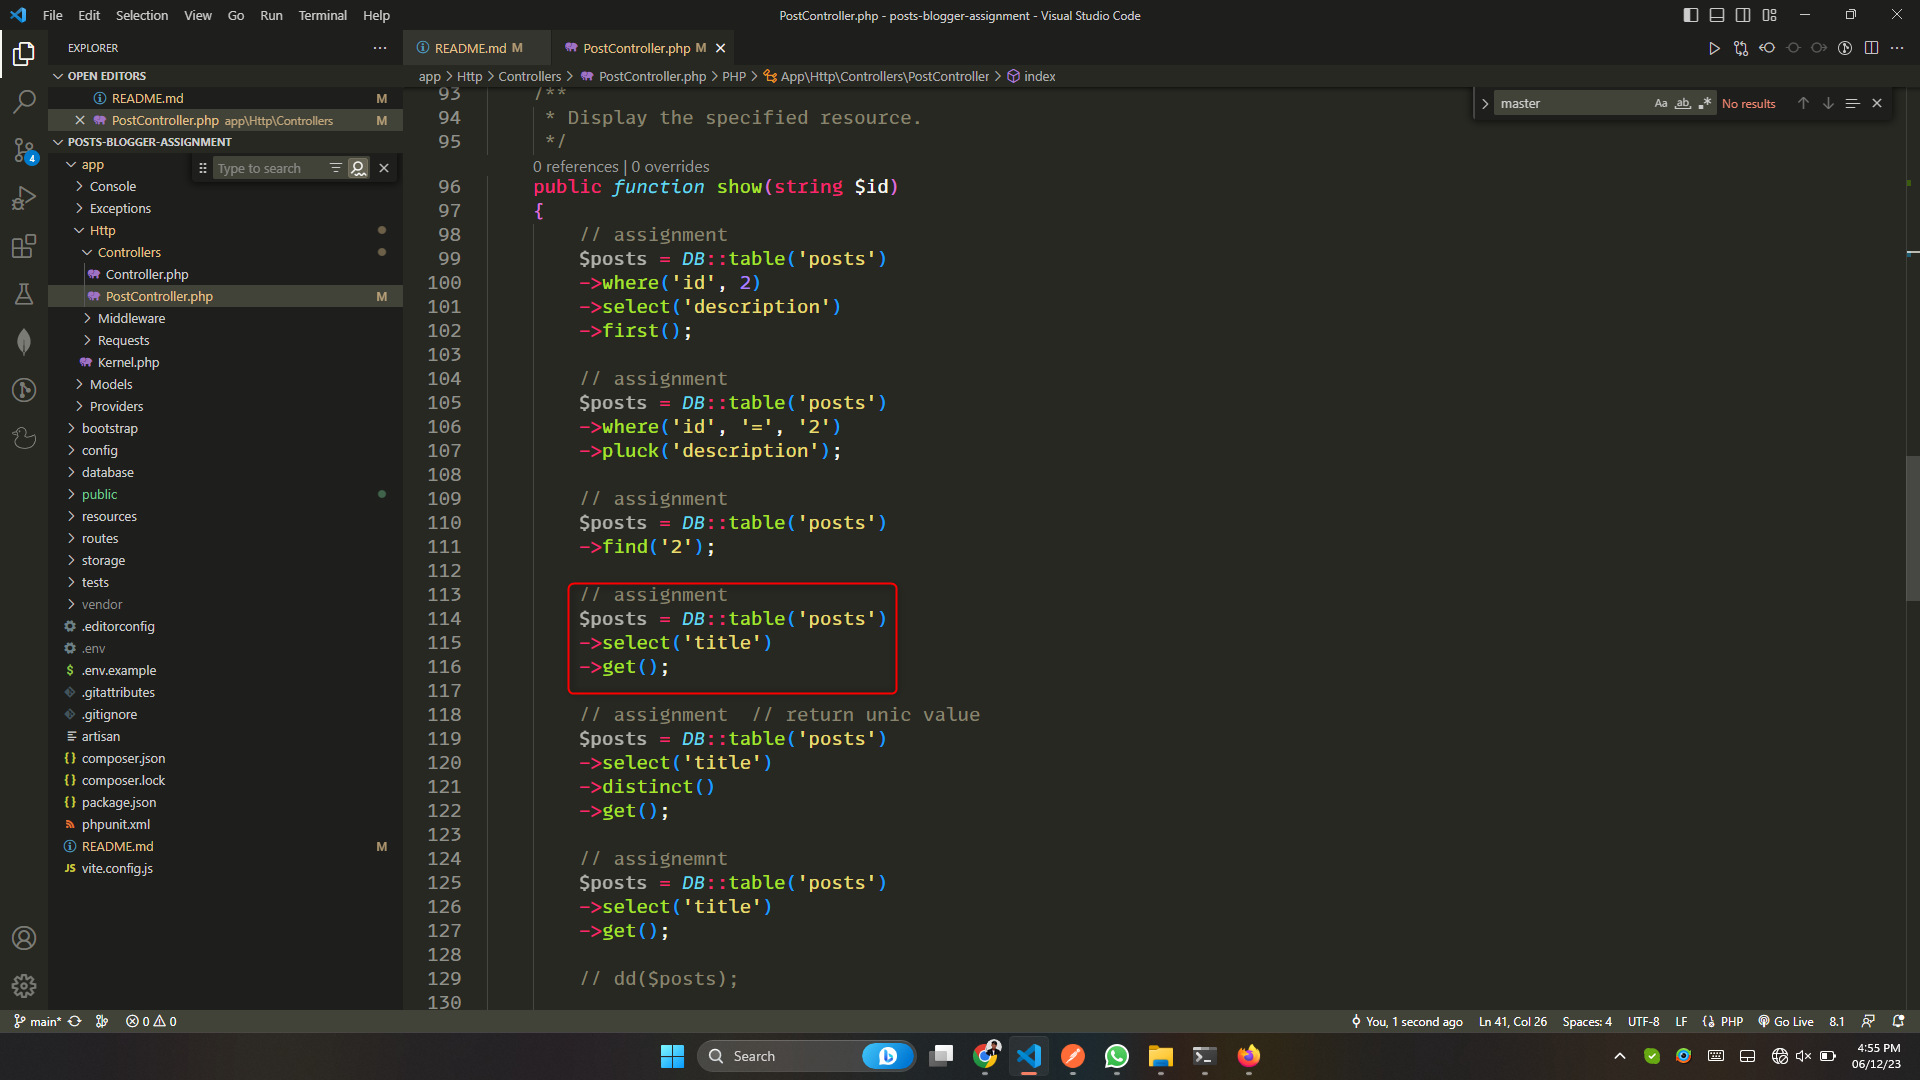 File Edit Selection View Go Run Terminal Help
PostController.php - posts-blogger-assignment - Visual Studio Code
EXPLORER
OPEN EDITORS
README.md M
PostController.php app\Http\Controllers M
POSTS-BLOGGER-ASSIGNMENT
app
Type to search
Console
Exceptions
Http
Controllers
Controller.php
PostController.php M
Middleware
Requests
Kernel.php
Models
Providers
bootstrap
config
database
public
resources
routes
storage
tests
vendor
.editorconfig
.env
.env.example
.gitattributes
.gitignore
artisan
composer.json
composer.lock
package.json
phpunit.xml
README.md M
vite.config.js
4
README.md M
PostController.php M
app > Http > Controllers > PostController.php > PHP > App\Http\Controllers\PostController > index
master Aa ab No results
93 /**
94 * Display the specified resource.
95 */
0 references | 0 overrides
96 public function show(string $id)
97 {
98 // assignment
99 $posts = DB::table('posts')
100 ->where('id', 2)
101 ->select('description')
102 ->first();
103
104 // assignment
105 $posts = DB::table('posts')
106 ->where('id', '=', '2')
107 ->pluck('description');
108
109 // assignment
110 $posts = DB::table('posts')
111 ->find('2');
112
113 // assignment
114 $posts = DB::table('posts')
115 ->select('title')
116 ->get();
117
118 // assignment // return unic value
119 $posts = DB::table('posts')
120 ->select('title')
121 ->distinct()
122 ->get();
123
124 // assignemnt
125 $posts = DB::table('posts')
126 ->select('title')
127 ->get();
128
129 // dd($posts);
130
main* 0 0
You, 1 second ago Ln 41, Col 26 Spaces: 4 UTF-8 LF PHP Go Live 8.1
Search
4:55 PM
06/12/23